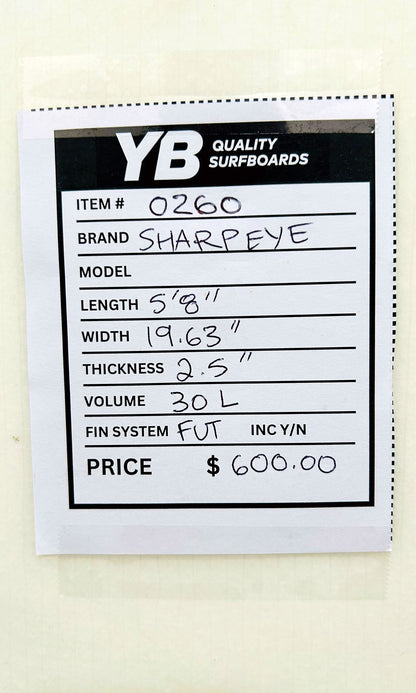 YB QUALITY SURFBOARDS
ITEM # 0260
BRAND SHARPEYE
MODEL
LENGTH 5'8"
WIDTH 19.63"
THICKNESS 2.5"
VOLUME 30 L
FIN SYSTEM FUT INC Y/N
PRICE $ 600.00